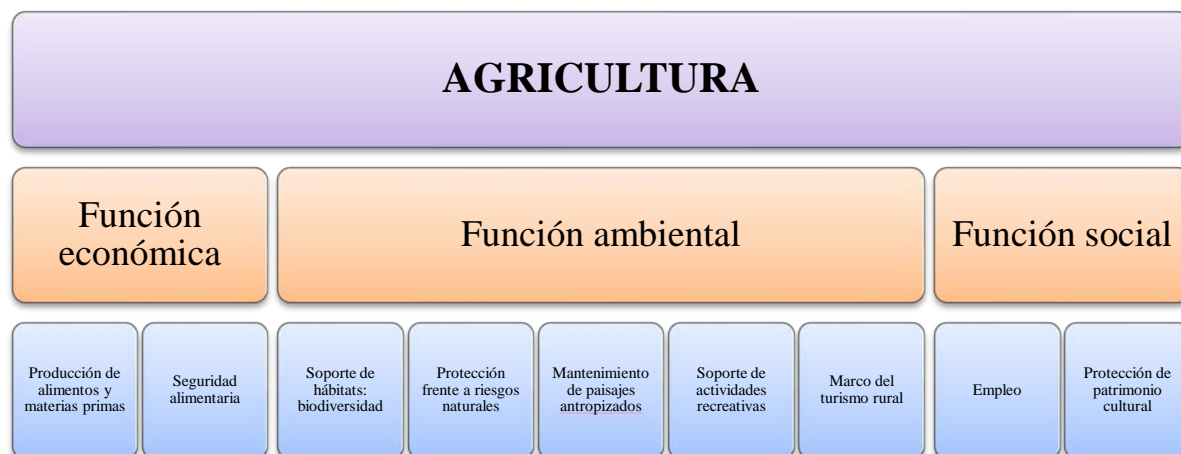 AGRICULTURA
Función
económica
Función ambiental
Función social
Producción de
alimentos y
materias primas
Seguridad
alimentaria
Soporte de
hábitats:
biodiversidad
Protección
frente a riesgos
naturales
Mantenimiento
de paisajes
antropizados
Soporte de
actividades
recreativas
Marco del
turismo rural
Empleo
Protección de
patrimonio
cultural